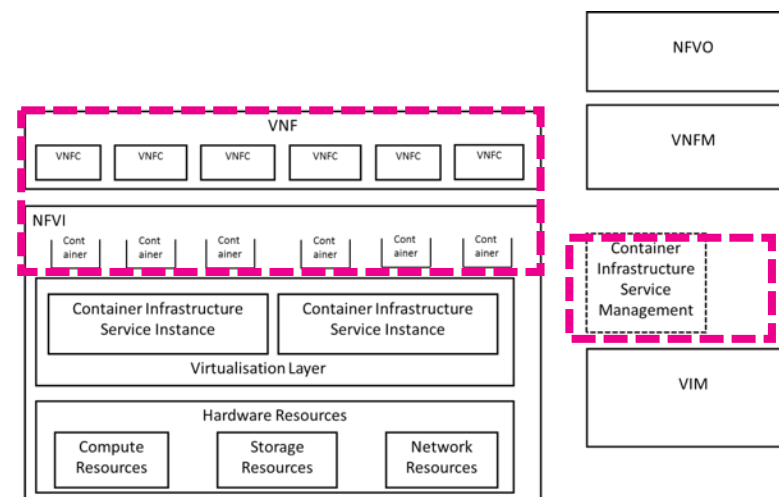 NFVO
VNF
VNFM
VNFC VNFC VNFC VNFC VNFC VNFC
NFVI
Cont
ainer
Cont
ainer
Cont
ainer
Cont
ainer
Cont
ainer
Cont
ainer
Container
Infrastructure
Service
Management
Container Infrastructure
Service Instance
Container Infrastructure
Service Instance
Virtualisation Layer
VIM
Hardware Resources
Compute
Resources
Storage
Resources
Network
Resources